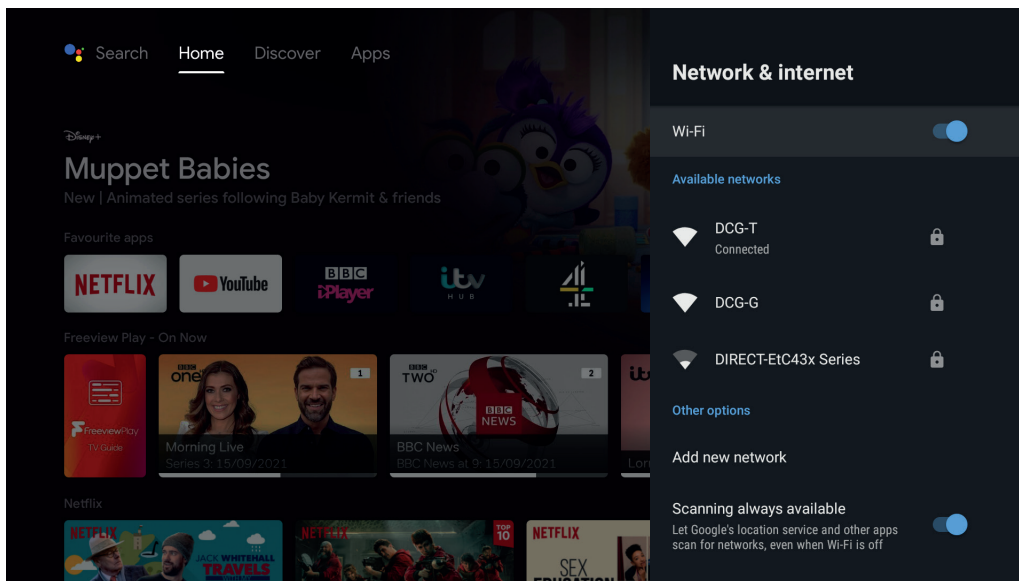 Search Home Discover Apps
Disney+
Muppet Babies
New | Animated series following Baby Kermit & friends
Favourite apps
NETFLIX
YouTube
BBC
iPlayer
itv
HUB
4
Freeview Play - On Now
FreeviewPlay
TV Guide
BBC
one
1
Morning Live
Series 3: 15/09/2021
BBC
TWO
2
BBC
NEWS
BBC News
BBC News at 9: 15/09/2021
itv
Lor
Netflix
NETFLIX
JACK WHITEHALL
TRAVELS
NETFLIX
TOP
10
NETFLIX
SEX
EDUCATION
Network & internet
Wi-Fi
Available networks
DCG-T
Connected
DCG-G
DIRECT-EtC43x Series
Other options
Add new network
Scanning always available
Let Google's location service and other apps
scan for networks, even when Wi-Fi is off